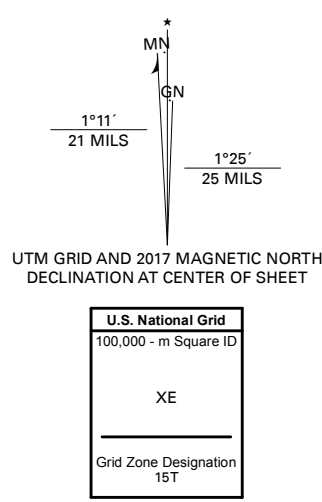 ★
MN
GN
1°11´
21 MILS
1°25´
25 MILS
UTM GRID AND 2017 MAGNETIC NORTH
DECLINATION AT CENTER OF SHEET
U.S. National Grid
100,000 - m Square ID
XE
Grid Zone Designation
15T